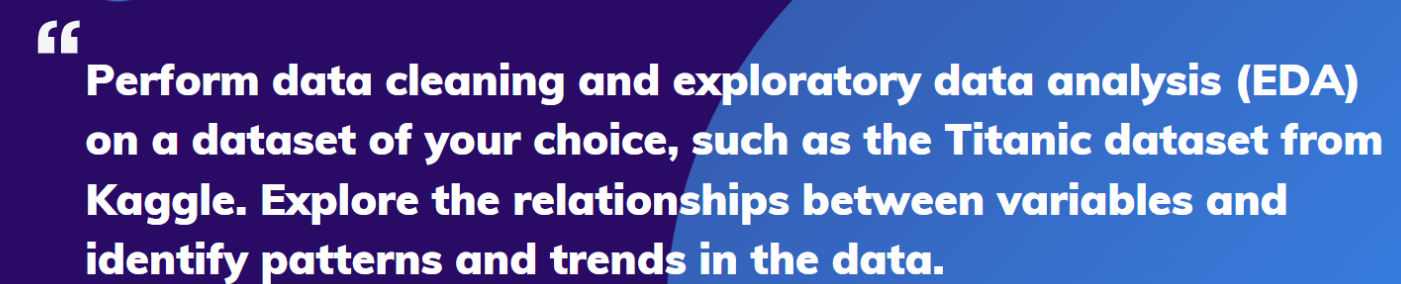 “
Perform data cleaning and exploratory data analysis (EDA)
on a dataset of your choice, such as the Titanic dataset from
Kaggle. Explore the relationships between variables and
identify patterns and trends in the data.